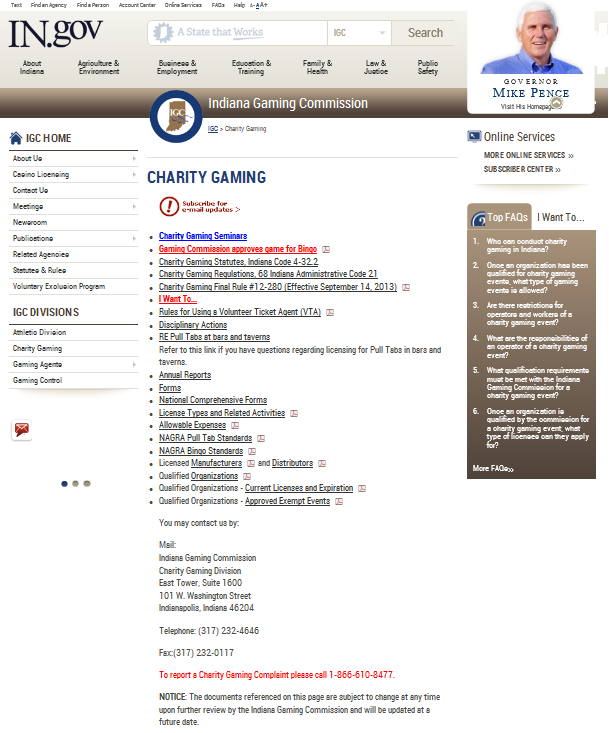 Text Find an Agency Find a Person Account Center Online Services FAQs Help A- A A+
IN.gov
A State that Works
IGC
Search
About Indiana
Agriculture & Environment
Business & Employment
Education & Training
Family & Health
Law & Justice
Public Safety
GOVERNOR
MIKE PENCE
Visit His Homepage
IGC
Indiana Gaming Commission
IGC > Charity Gaming
IGC HOME
About Us
Casino Licensing
Contact Us
Meetings
Newsroom
Publications
Related Agencies
Statutes & Rules
Voluntary Exclusion Program
IGC DIVISIONS
Athletic Division
Charity Gaming
Gaming Agents
Gaming Control
CHARITY GAMING
Subscribe for
e-mail updates >
Charity Gaming Seminars
Gaming Commission approves game for Bingo
Charity Gaming Statutes, Indiana Code 4-32.2
Charity Gaming Regulations, 68 Indiana Administrative Code 21
Charity Gaming Final Rule #12-280 (Effective September 14, 2013)
I Want To...
Rules for Using a Volunteer Ticket Agent (VTA)
Disciplinary Actions
RE Pull Tabs at bars and taverns
Refer to this link if you have questions regarding licensing for Pull Tabs in bars and
taverns.
Annual Reports
Forms
National Comprehensive Forms
License Types and Related Activities
Allowable Expenses
NAGRA Pull Tab Standards
NAGRA Bingo Standards
Licensed Manufacturers and Distributors
Qualified Organizations
Qualified Organizations - Current Licenses and Expiration
Qualified Organizations - Approved Exempt Events
You may contact us by:
Mail:
Indiana Gaming Commission
Charity Gaming Division
East Tower, Suite 1600
101 W. Washington Street
Indianapolis, Indiana 46204
Telephone: (317) 232-4646
Fax:(317) 232-0117
To report a Charity Gaming Complaint please call 1-866-610-8477.
NOTICE: The documents referenced on this page are subject to change at any time
upon further review by the Indiana Gaming Commission and will be updated at a
future date.
Online Services
MORE ONLINE SERVICES »
SUBSCRIBER CENTER »
Top FAQs
I Want To...
1. Who can conduct charity
gaming in Indiana?
2. Once an organization has been
qualified for charity gaming
events, what type of gaming
events is allowed?
3. Are there restrictions for
operators and workers of a
charity gaming event?
4. What are the responsibilities of
an operator of a charity gaming
event?
5. What qualification requirements
must be met with the Indiana
Gaming Commission for a
charity gaming event?
6. Once an organization is
qualified by the commission for
a charity gaming event, what
type of licenses can they apply
for?
More FAQs»